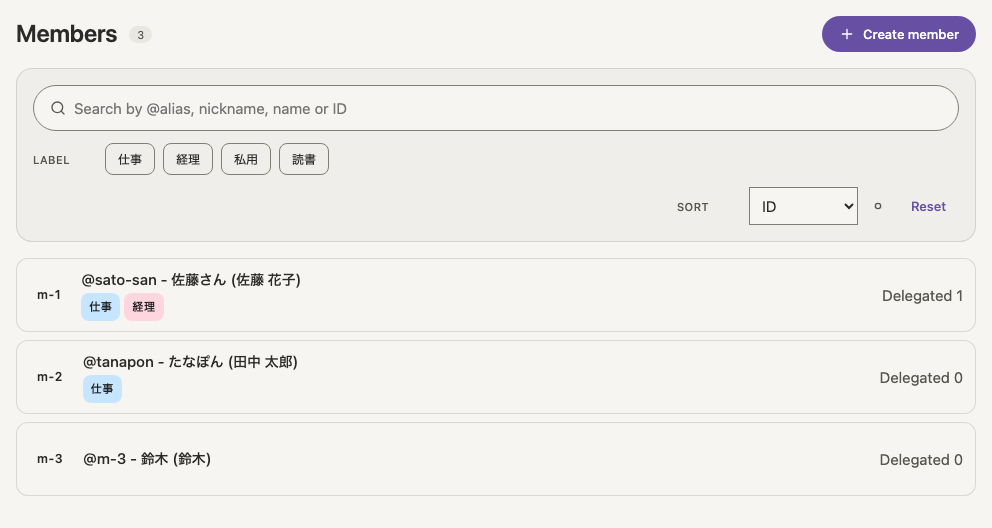 Members 3
+ Create member
Search by @alias, nickname, name or ID
LABEL 仕事 経理 私用 読書
SORT ID Reset
m-1 @sato-san - 佐藤さん (佐藤 花子)
仕事 経理
Delegated 1
m-2 @tanapon - たなぽん (田中 太郎)
仕事
Delegated 0
m-3 @m-3 - 鈴木 (鈴木)
Delegated 0